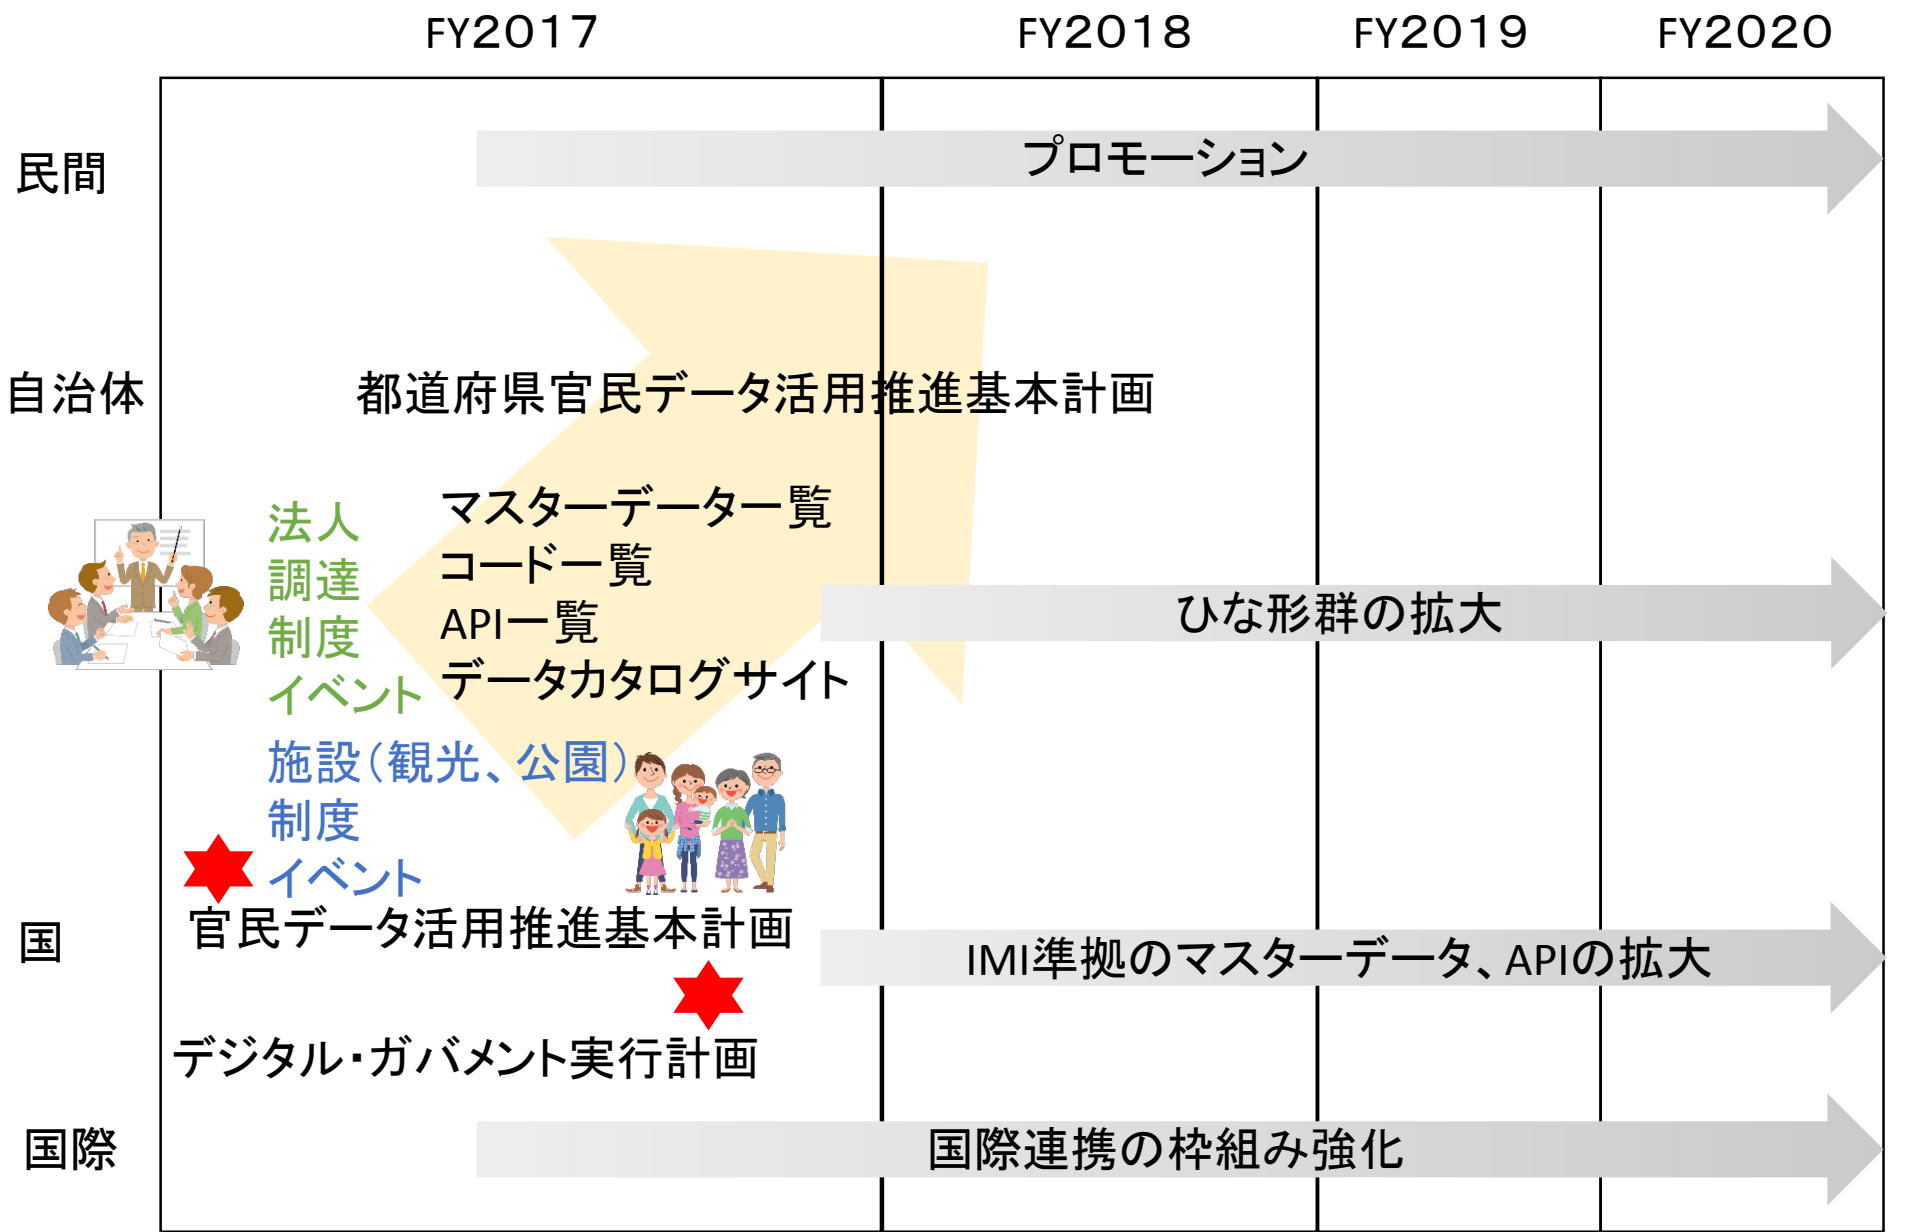 FY2017 FY2018 FY2019 FY2020
民間
プロモーション
自治体
都道府県官民データ活用推進基本計画
法人
調達
制度
イベント
マスターデータ一覧
コード一覧
API一覧
データカタログサイト
ひな形群の拡大
施設(観光、公園)
制度
イベント
国
官民データ活用推進基本計画
IMI準拠のマスターデータ、APIの拡大
デジタル・ガバメント実行計画
国際
国際連携の枠組み強化